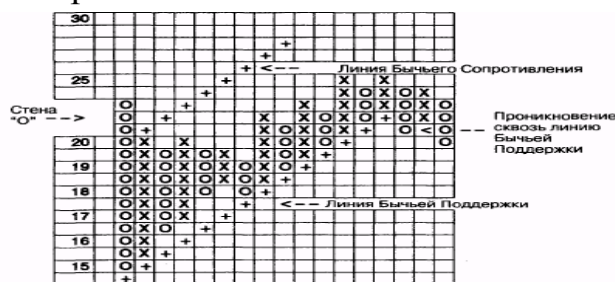 30
Линия Бычьего Сопротивления
25
Стена
"О"
Проникновение
сквозь линию
Бычьей
Поддержки
20
19
18
Линия Бычьей Поддержки
17
16
15